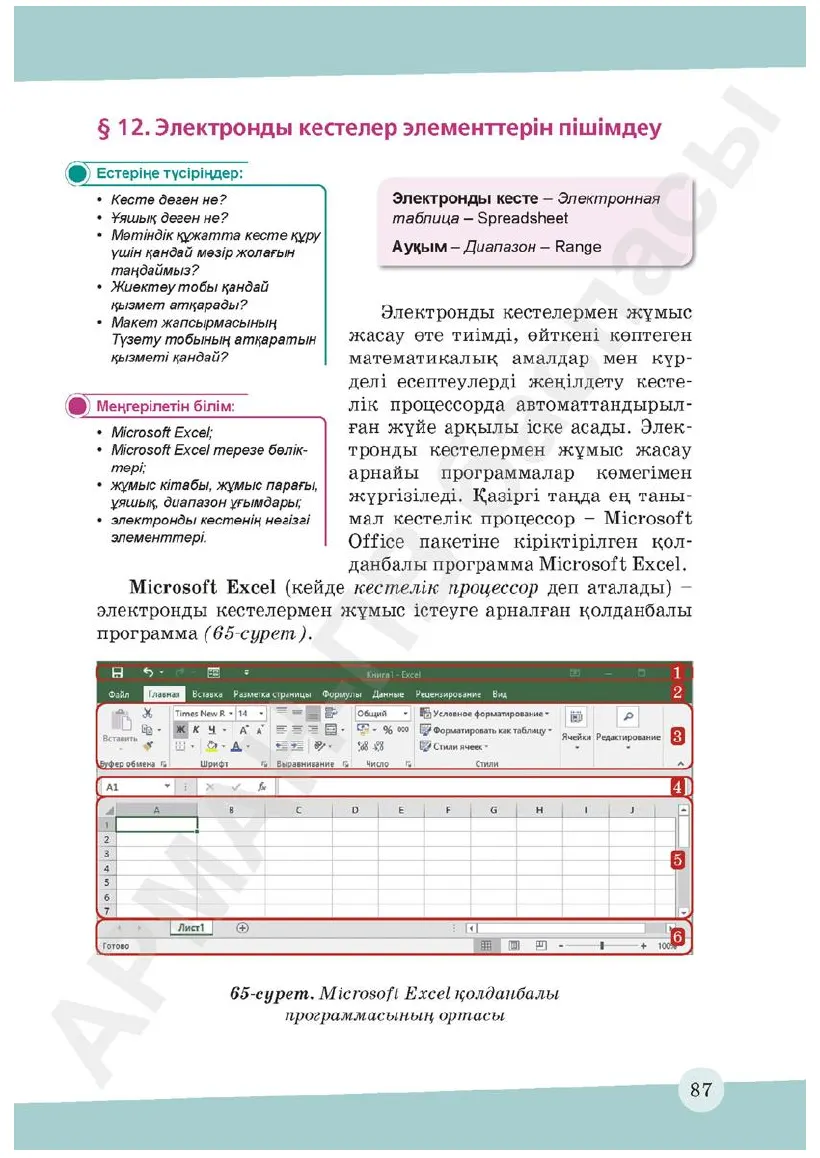 § 12. Электронды кестелер элементтерін пішімдеу
Естеріңе түсіріңдер:
• Кесте деген не?
• Ұяшық деген не?
• Мәтіндік құжатта кесте құру
үшін қандай мәзір жолағын
таңдаймыз?
• Жиектеу тобы қандай
қызмет атқарады?
• Макет жапсырмасының
Түзету тобының атқаратын
қызметі қандай?
Меңгерілетін білім:
• Microsoft Excel;
• Microsoft Excel терезе бөлік-
тері;
• жұмыс кітабы, жұмыс парағы,
ұяшық, диапазон ұғымдары;
• электронды кестенің негізгі
элементтері.
Электронды кесте – Электронная
таблица – Spreadsheet
Ауқым – Диапазон – Range
Электронды кестелермен жұмыс
жасау өте тиімді, өйткені көптеген
математикалық амалдар мен күр-
делі есептеулерді жеңілдету кесте-
лік процессорда автоматтандырыл-
ған жүйе арқылы іске асады. Элек-
тронды кестелермен жұмыс жасау
арнайы программалар көмегімен
жүргізіледі. Қазіргі таңда ең таны-
мал кестелік процессор – Microsoft
Office пакетіне кіріктірілген қол-
данбалы программа Microsoft Excel.
Microsoft Excel (кейде кестелік процессор деп аталады) –
электронды кестелермен жұмыс істеуге арналған қолданбалы
программа (65-сурет).
Книга1 - Excel 1
Файл Главная Вставка Разметка страницы Формулы Данные Рецензирование Вид 2
Times New R 14 Общий Условное форматирование
Вставить Ж К Ч % 000 Форматировать как таблицу Ячейки Редактирование 3
Стили ячеек
Буфер обмена Шрифт Выравнивание Число Стили
A1 fx 4
A B C D E F G H I J
1
2
3
4
5
6
7
5
Лист1
6
Готово 100%
65-сурет. Microsoft Excel қолданбалы
программасының ортасы
87
АРМАН-ПВ баспасы